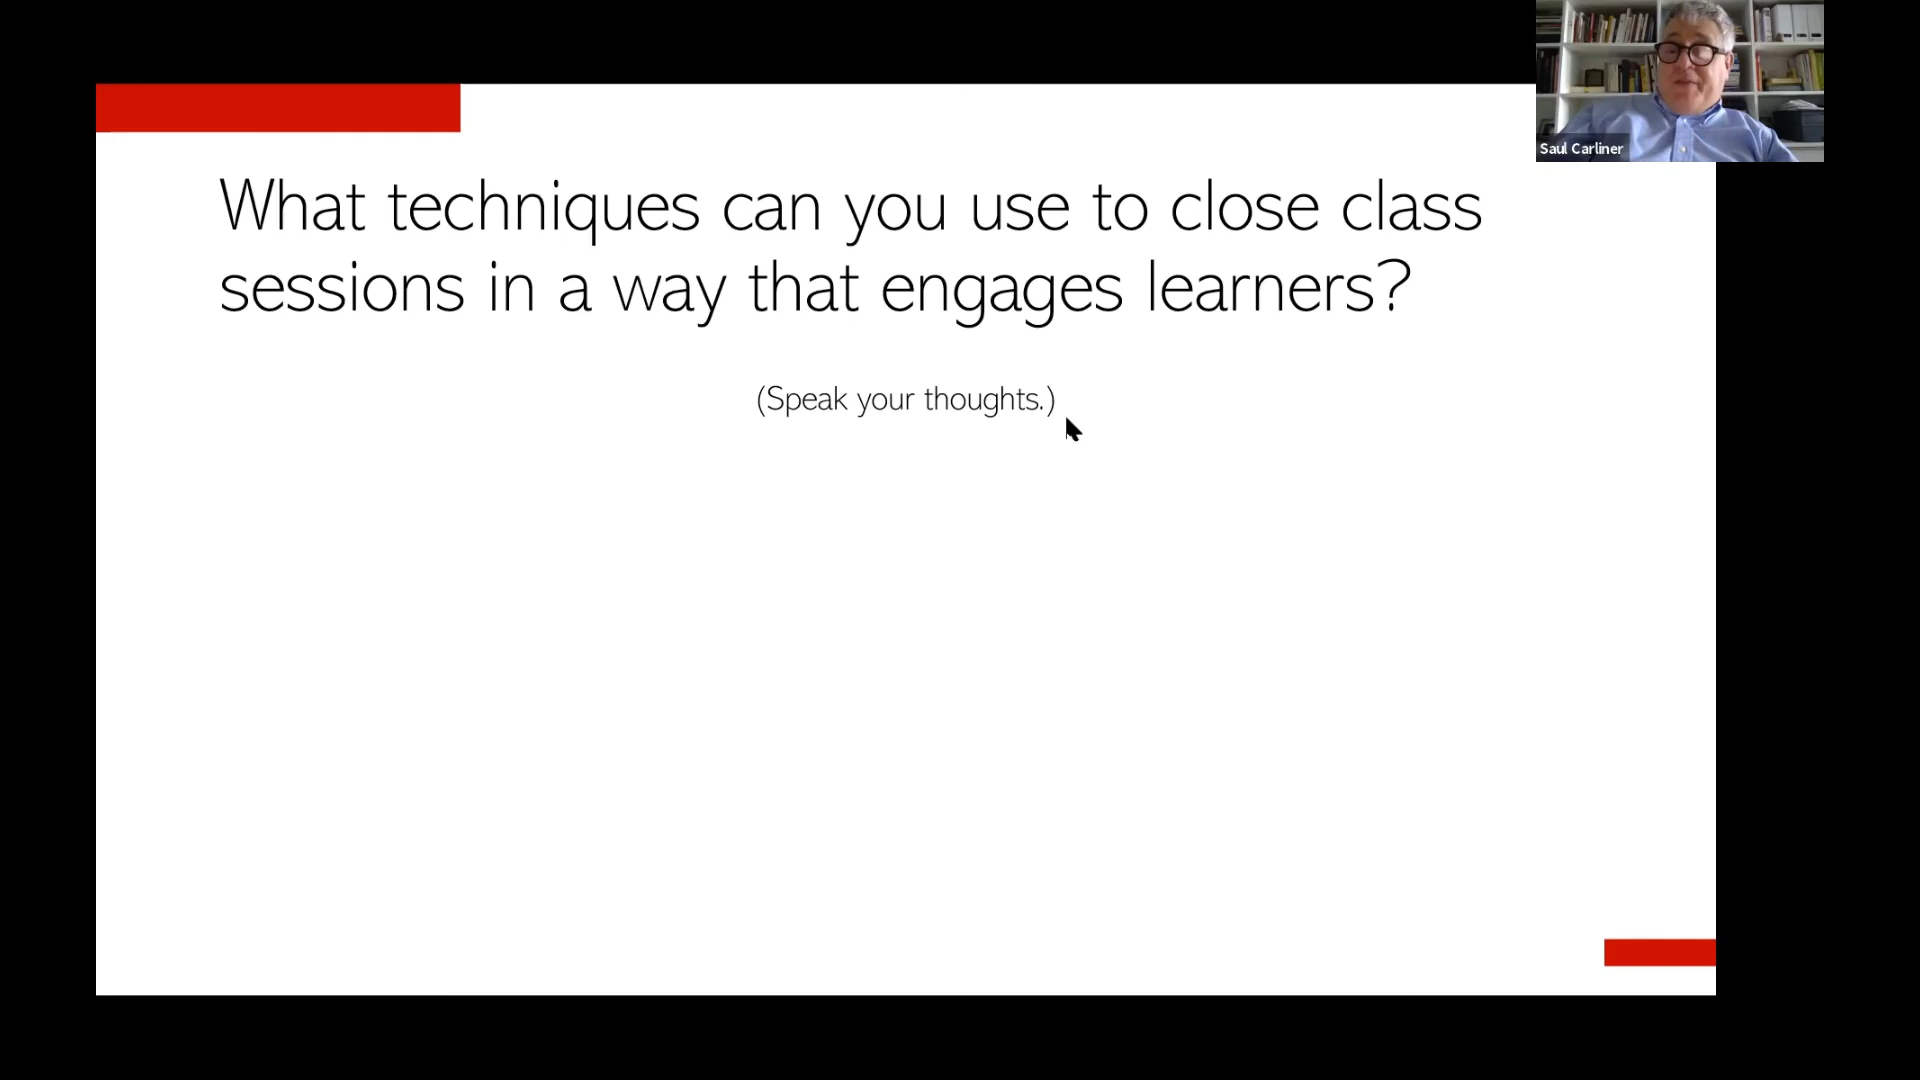 What techniques can you use to close class
sessions in a way that engages learners?
(Speak your thoughts.)
Saul Carliner